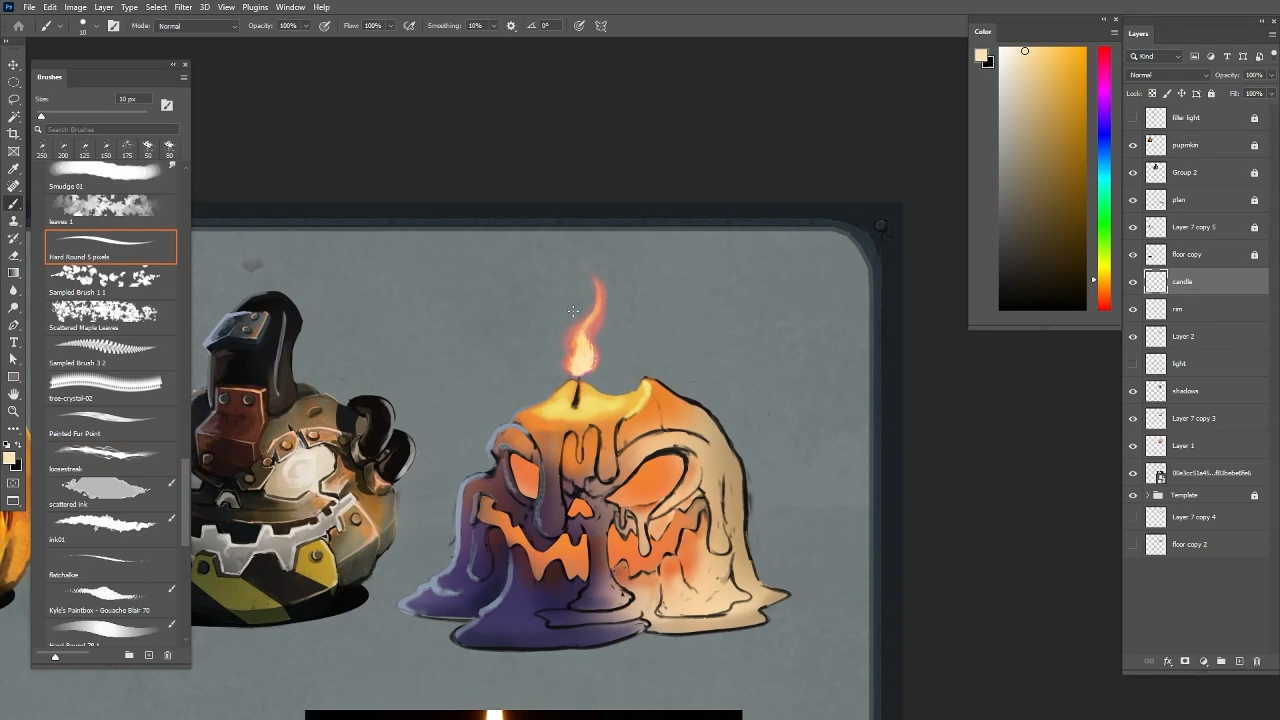 Ps File Edit Image Layer Type Select Filter 3D View Plugins Window Help
10 Mode: Normal Opacity: 100% Flow: 100% Smoothing: 10% 0°
Brushes
Size: 10 px
Search Brushes
250 200 125 150 175 50 80
Smudge 01
leaves 1
Hard Round 5 pixels
Sampled Brush 1 1
Scattered Maple Leaves
Sampled Brush 3 2
tree-crystal-02
Painted Fur Point
loosestreak
scattered ink
ink01
flatchalkie
Kyle's Paintbox - Gouache Blair 70
Color
Layers
Kind
Normal Opacity: 100%
Lock: Fill: 100%
filler light
pupmkin
Group 2
plan
Layer 7 copy 5
floor copy
candle
rim
Layer 2
light
shadows
Layer 7 copy 3
Layer 1
Template
Layer 7 copy 4
floor copy 2
fx